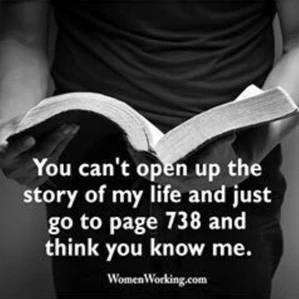 You can't open up the
story of my life and just
go to page 738 and
think you know me.
WomenWorking.com